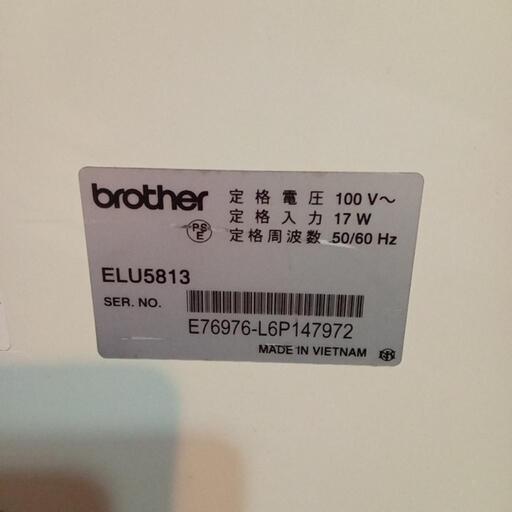 brother
定格電圧 100 V～
定格入力 17 W
定格周波数 50/60 Hz
PS
E
ELU5813
SER. NO.
E76976-L6P147972
MADE IN VIETNAM